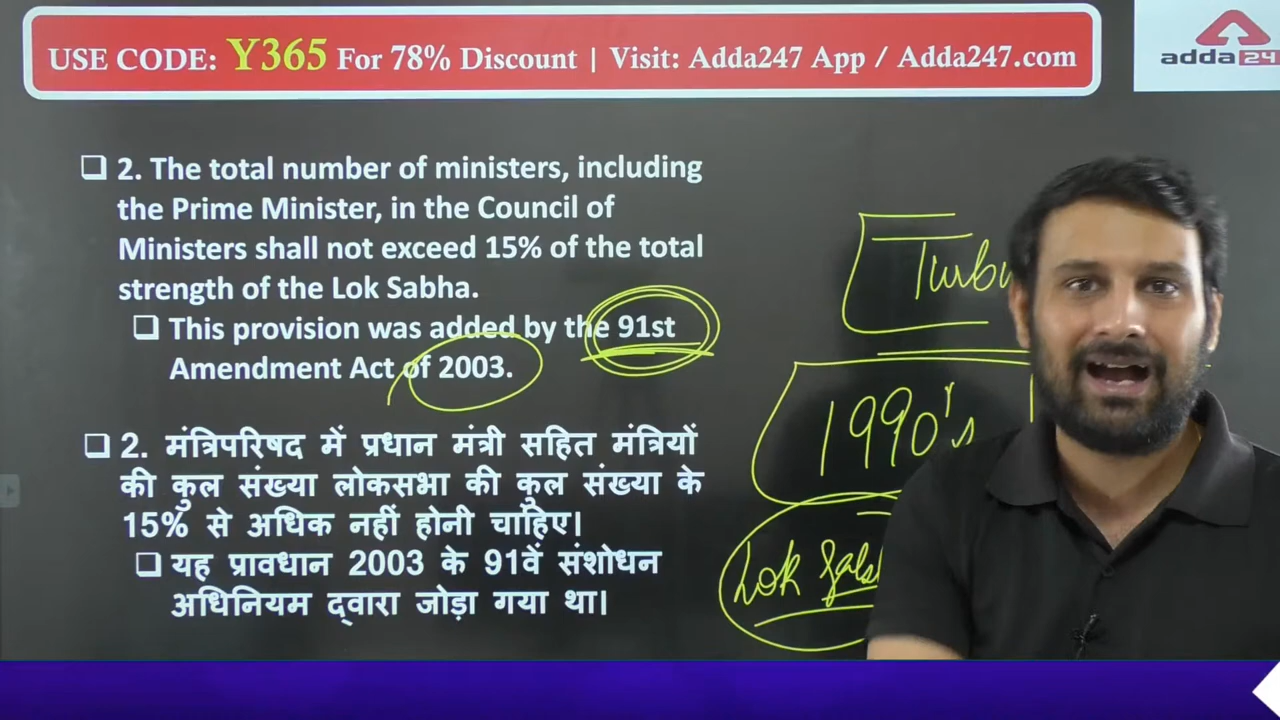 USE CODE: Y365 For 78% Discount | Visit: Adda247 App / Adda247.com
adda 24
2. The total number of ministers, including
the Prime Minister, in the Council of
Ministers shall not exceed 15% of the total
strength of the Lok Sabha.
This provision was added by the 91st
Amendment Act of 2003.
2. मंत्रिपरिषद में प्रधान मंत्री सहित मंत्रियों
की कुल संख्या लोकसभा की कुल संख्या के
15% से अधिक नहीं होनी चाहिए।
यह प्रावधान 2003 के 91वें संशोधन
अधिनियम द्वारा जोड़ा गया था।
1990's
Lok